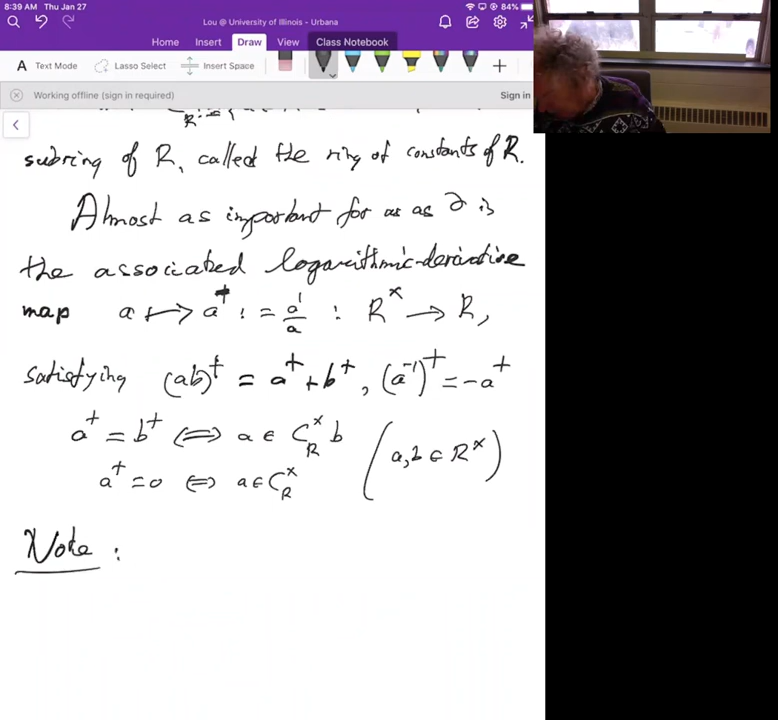 8:39 AM Thu Jan 27
84%
Lou @ University of Illinois - Urbana
Home Insert Draw View Class Notebook
A Text Mode Lasso Select Insert Space
Working offline (sign in required) Sign in
subring of R, called the ring of constants of R.
Almost as important for us as ∂ is
the associated logarithmic-derivative
map a ↦ a† := a'/a : R^× → R,
satisfying (ab)† = a† + b†, (a⁻¹)† = -a†
a† = b† ⟺ a ∈ C_R^× b
(a, b ∈ R^×)
a† = 0 ⟺ a ∈ C_R^×
Note :